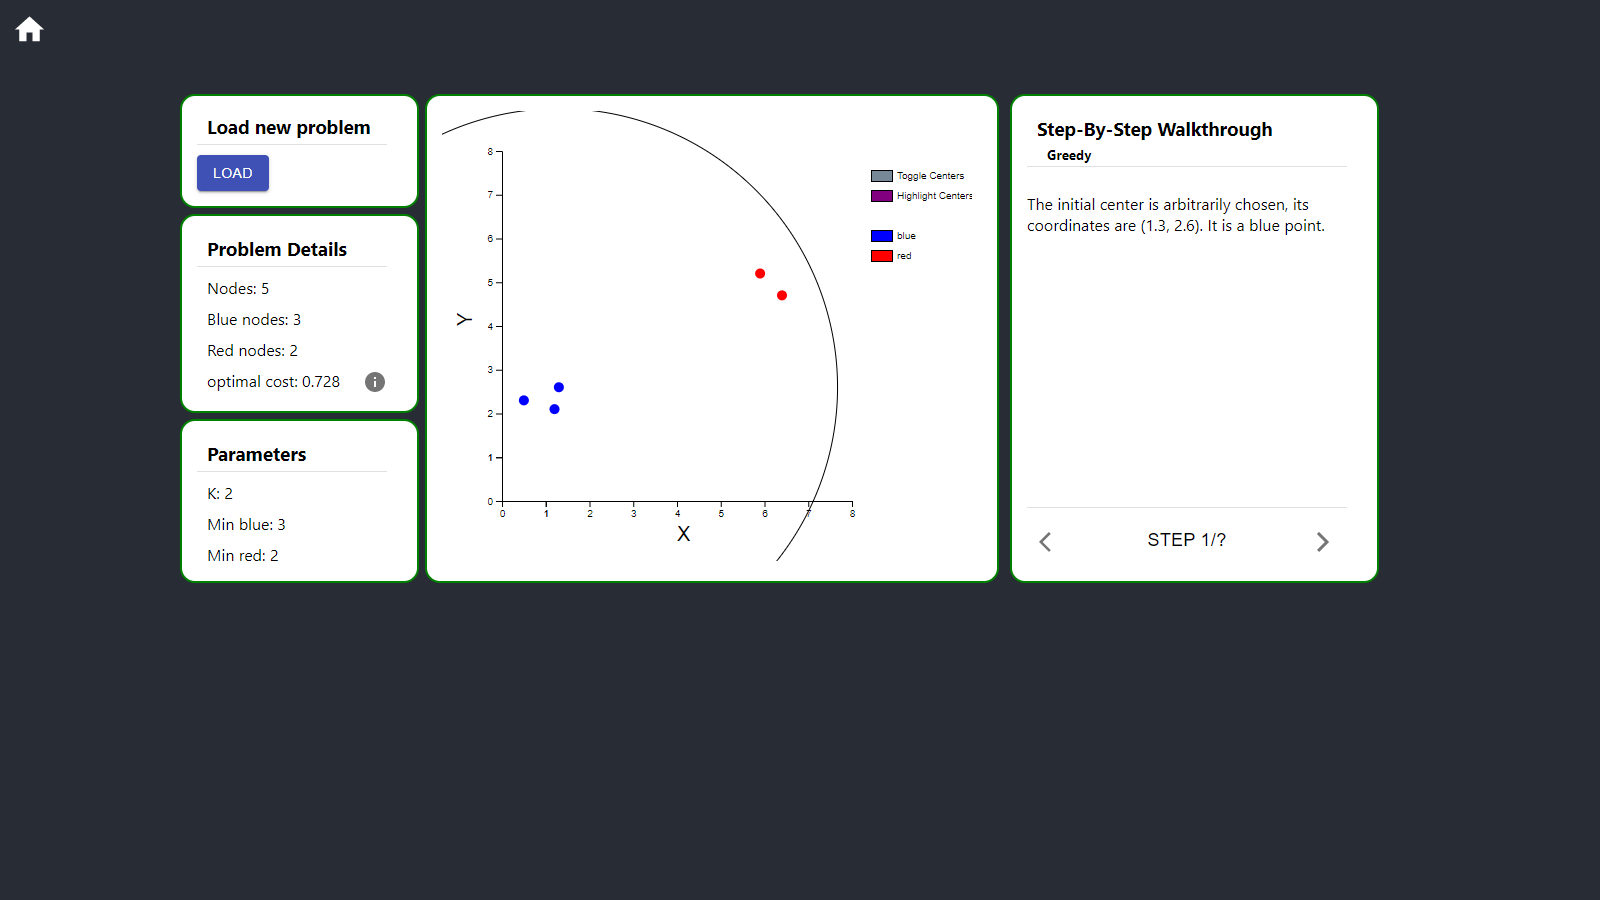 Load new problem
LOAD
Problem Details
Nodes: 5
Blue nodes: 3
Red nodes: 2
optimal cost: 0.728
Parameters
K: 2
Min blue: 3
Min red: 2
8
7
6
5
4
3
2
1
0
Y
0 1 2 3 4 5 6 7 8
X
Toggle Centers
Highlight Centers
blue
red
Step-By-Step Walkthrough
Greedy
The initial center is arbitrarily chosen, its
coordinates are (1.3, 2.6). It is a blue point.
STEP 1/?